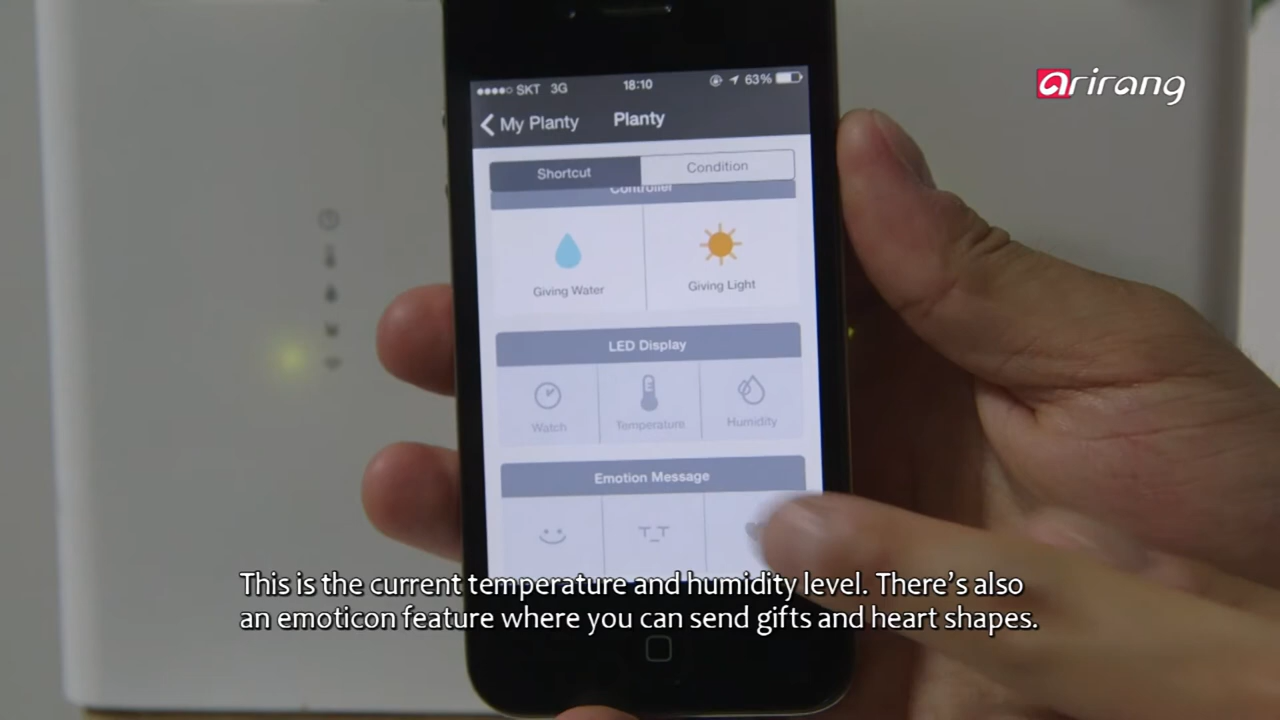 arirang
SKT 3G 18:10 63%
My Planty Planty
Shortcut Condition
Controller
Giving Water Giving Light
LED Display
Watch Temperature Humidity
Emotion Message
This is the current temperature and humidity level. There's also
an emoticon feature where you can send gifts and heart shapes.